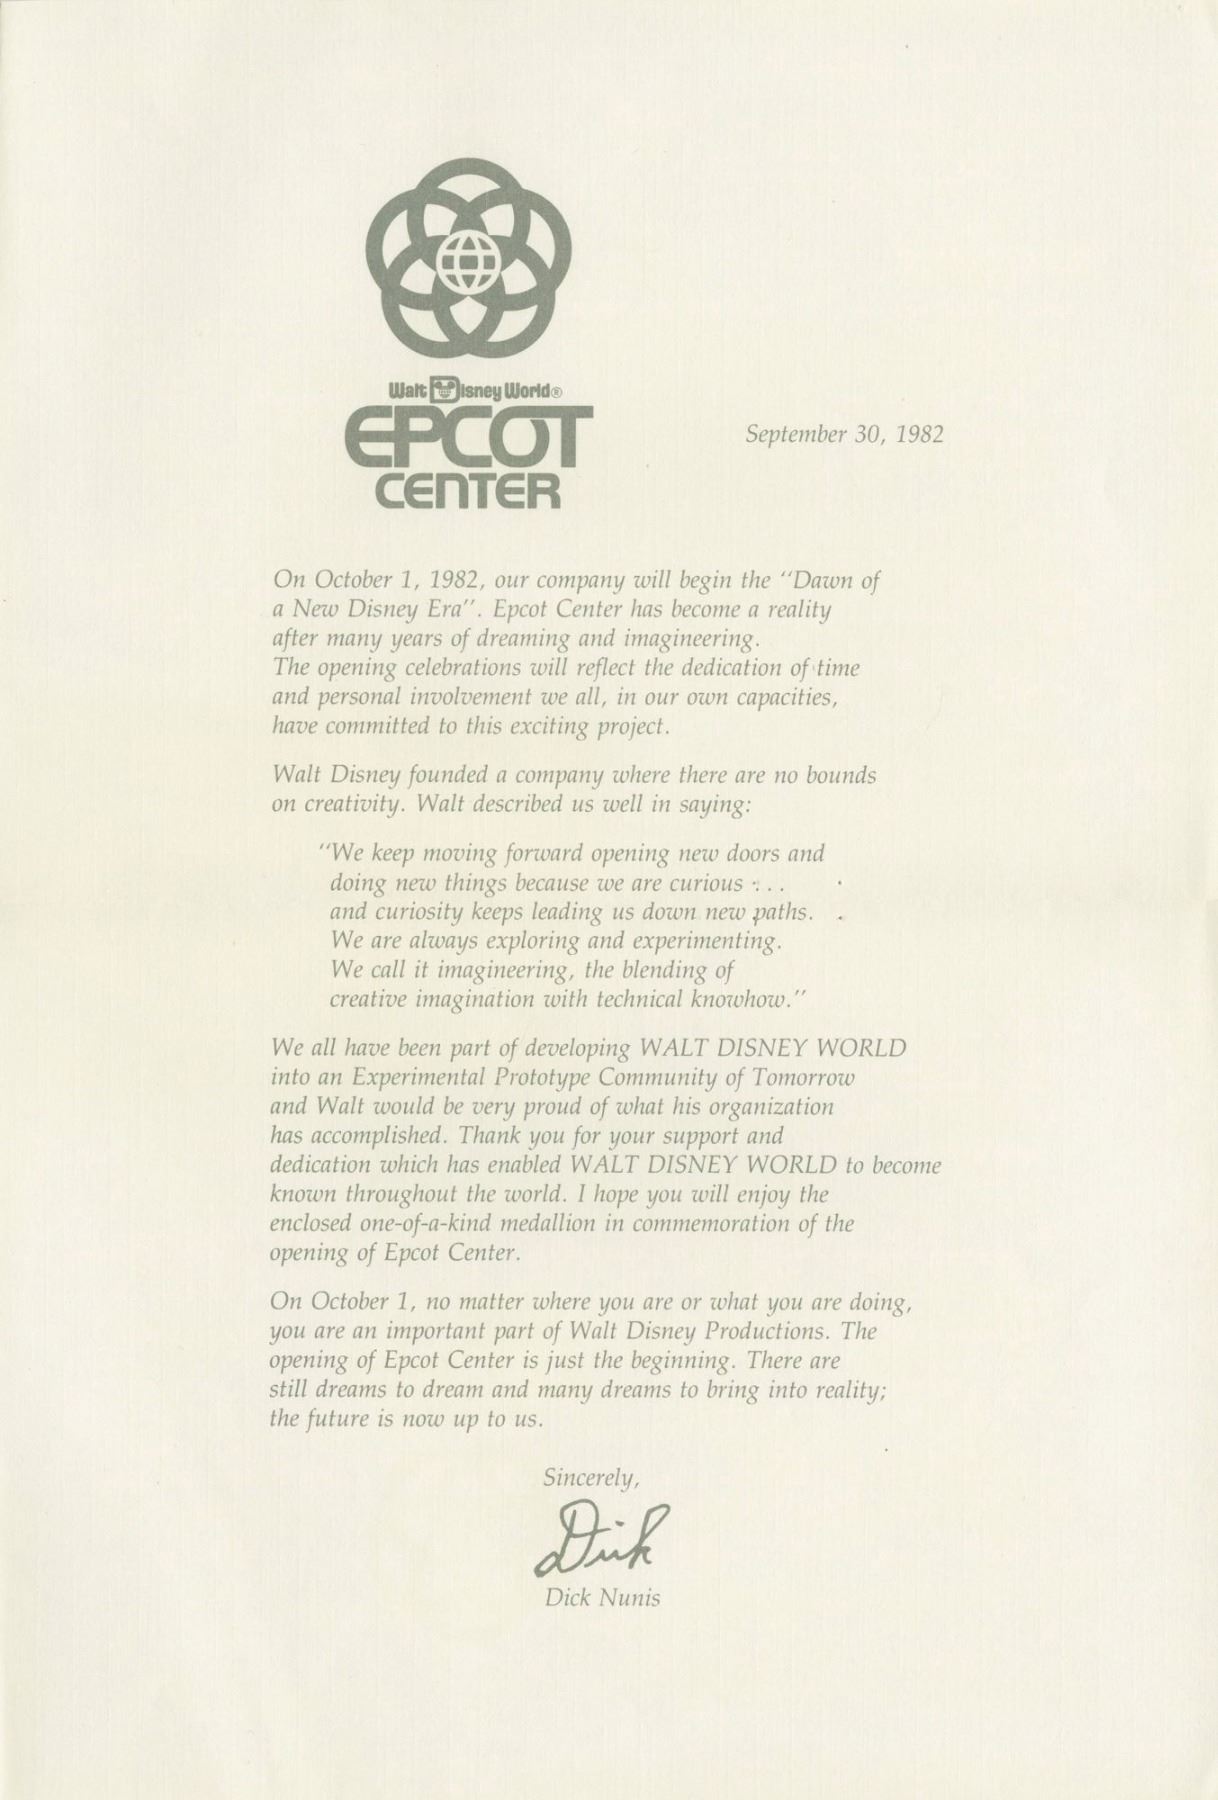 Walt Disney World®
EPCOT
CENTER
September 30, 1982
On October 1, 1982, our company will begin the "Dawn of
a New Disney Era". Epcot Center has become a reality
after many years of dreaming and imagineering.
The opening celebrations will reflect the dedication of time
and personal involvement we all, in our own capacities,
have committed to this exciting project.
Walt Disney founded a company where there are no bounds
on creativity. Walt described us well in saying:
"We keep moving forward opening new doors and
doing new things because we are curious . . .
and curiosity keeps leading us down new paths.
We are always exploring and experimenting.
We call it imagineering, the blending of
creative imagination with technical knowhow."
We all have been part of developing WALT DISNEY WORLD
into an Experimental Prototype Community of Tomorrow
and Walt would be very proud of what his organization
has accomplished. Thank you for your support and
dedication which has enabled WALT DISNEY WORLD to become
known throughout the world. I hope you will enjoy the
enclosed one-of-a-kind medallion in commemoration of the
opening of Epcot Center.
On October 1, no matter where you are or what you are doing,
you are an important part of Walt Disney Productions. The
opening of Epcot Center is just the beginning. There are
still dreams to dream and many dreams to bring into reality;
the future is now up to us.
Sincerely,
Dick
Dick Nunis